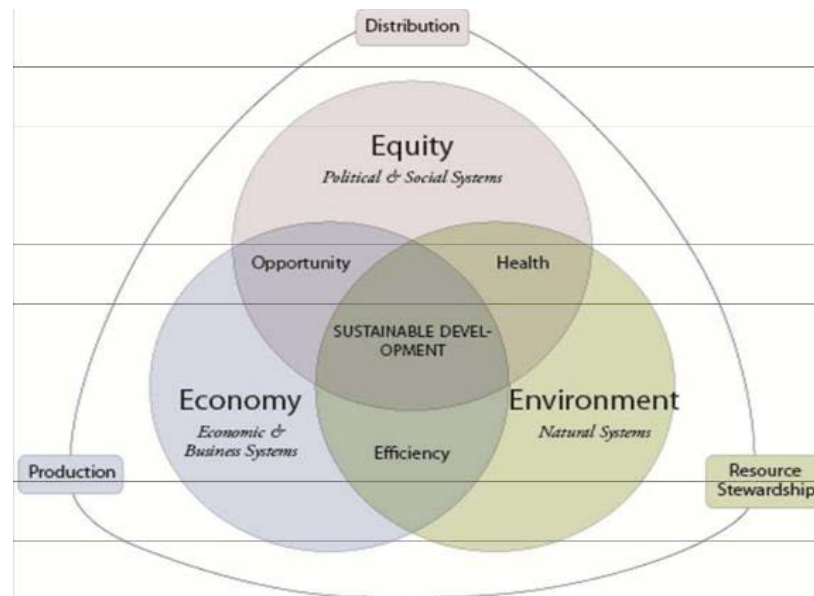 Distribution
Equity
Political & Social Systems
Opportunity
Health
SUSTAINABLE DEVEL-
OPMENT
Economy
Economic &
Business Systems
Environment
Natural Systems
Efficiency
Production
Resource
Stewardship